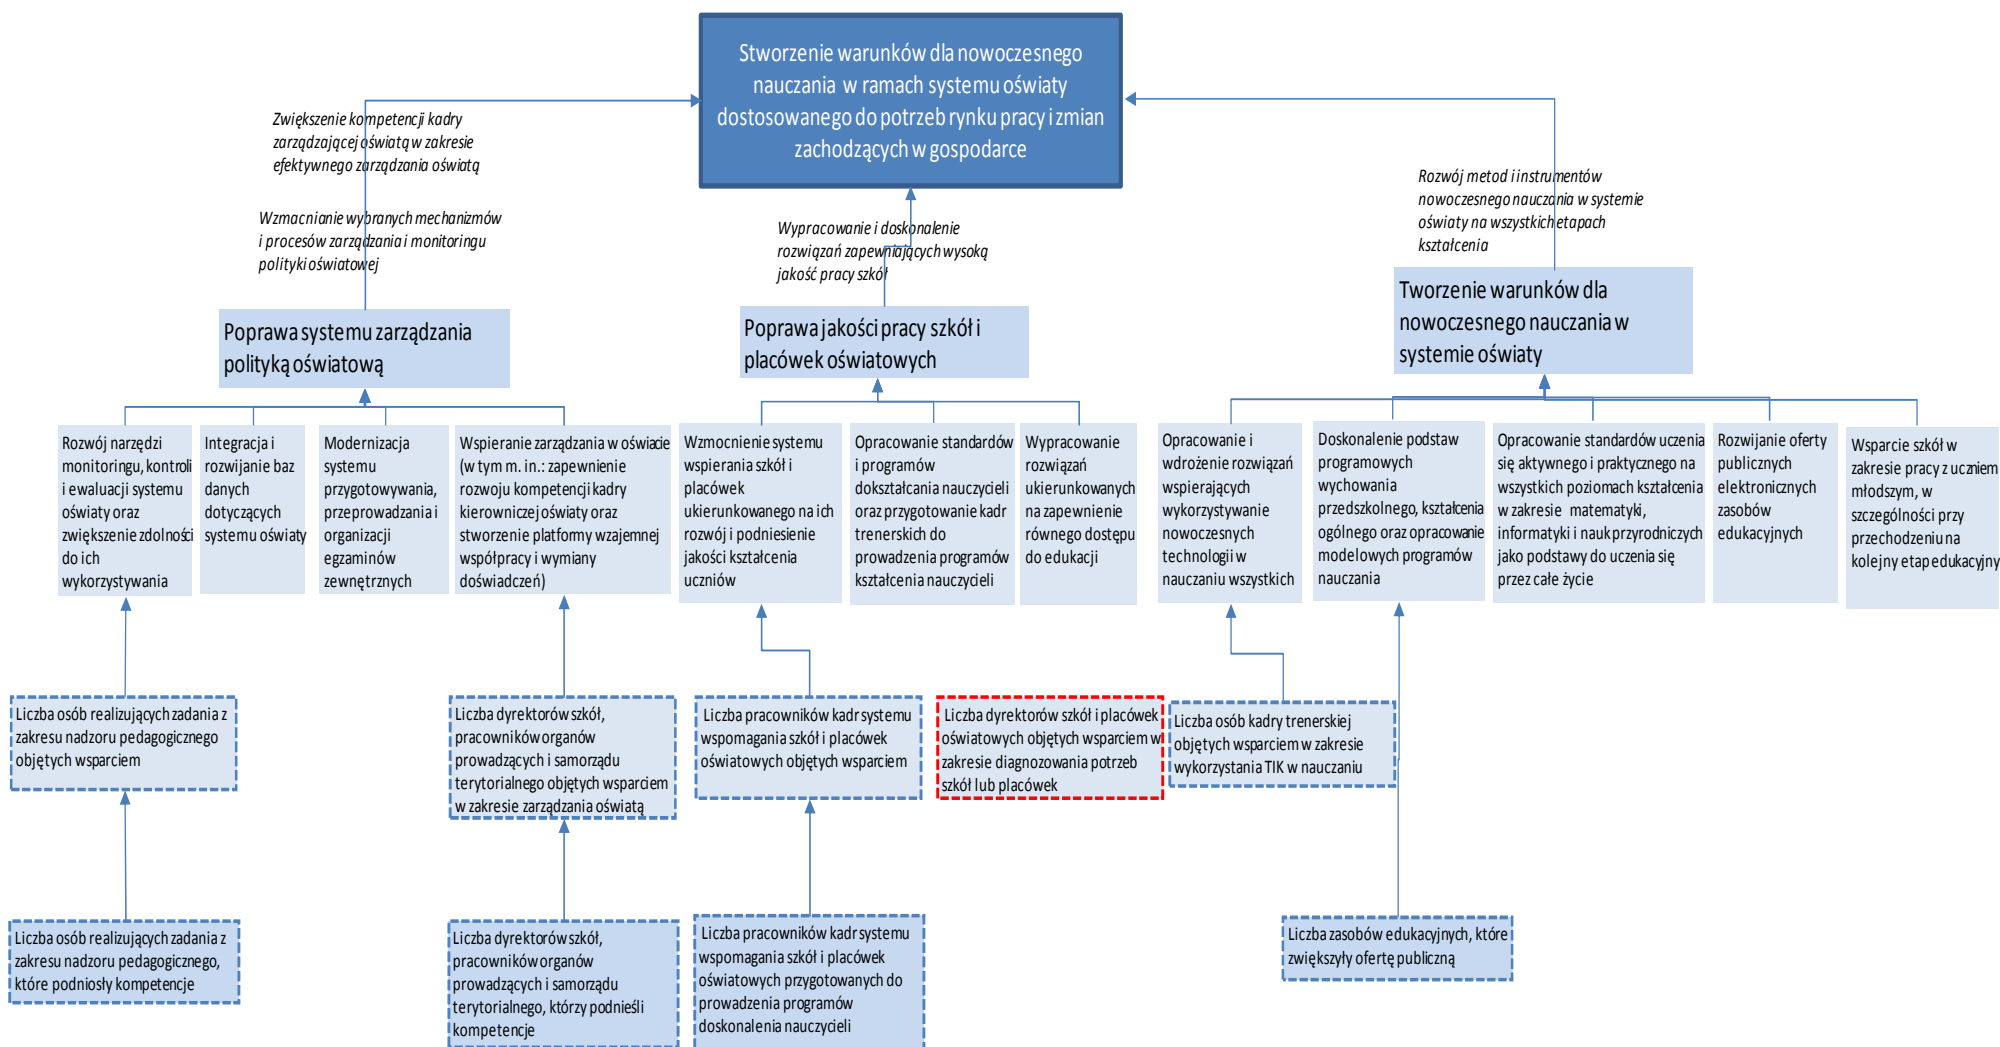 Stworzenie warunków dla nowoczesnego
nauczania w ramach systemu oświaty
dostosowanego do potrzeb rynku pracy i zmian
zachodzących w gospodarce
Zwiększenie kompetencji kadry
zarządzającej oświatą w zakresie
efektywnego zarządzania oświatą
Wzmacnianie wybranych mechanizmów
i procesów zarządzania i monitoringu
polityki oświatowej
Wypracowanie i doskonalenie
rozwiązań zapewniających wysoką
jakość pracy szkół
Rozwój metod i instrumentów
nowoczesnego nauczania w systemie
oświaty na wszystkich etapach
kształcenia
Poprawa systemu zarządzania
polityką oświatową
Poprawa jakości pracy szkół i
placówek oświatowych
Tworzenie warunków dla
nowoczesnego nauczania w
systemie oświaty
Rozwój narzędzi
monitoringu, kontroli
i ewaluacji systemu
oświaty oraz
zwiększenie zdolności
do ich
wykorzystywania
Integracja i
rozwijanie baz
danych
dotyczących
systemu oświaty
Modernizacja
systemu
przygotowywania,
przeprowadzania i
organizacji
egzaminów
zewnętrznych
Wspieranie zarządzania w oświacie
(w tym m. in.: zapewnienie
rozwoju kompetencji kadry
kierowniczej oświaty oraz
stworzenie platformy wzajemnej
współpracy i wymiany
doświadczeń)
Wzmocnienie systemu
wspierania szkół i
placówek
ukierunkowanego na ich
rozwój i podniesienie
jakości kształcenia
uczniów
Opracowanie standardów
i programów
dokształcania nauczycieli
oraz przygotowanie kadr
trenerskich do
prowadzenia programów
kształcenia nauczycieli
Wypracowanie
rozwiązań
ukierunkowanych
na zapewnienie
równego dostępu
do edukacji
Opracowanie i
wdrożenie rozwiązań
wspierających
wykorzystywanie
nowoczesnych
technologii w
nauczaniu wszystkich
Doskonalenie podstaw
programowych
wychowania
przedszkolnego, kształcenia
ogólnego oraz opracowanie
modelowych programów
nauczania
Opracowanie standardów uczenia
się aktywnego i praktycznego na
wszystkich poziomach kształcenia
w zakresie matematyki,
informatyki i nauk przyrodniczych
jako podstawy do uczenia się
przez całe życie
Rozwijanie oferty
publicznych
elektronicznych
zasobów
edukacyjnych
Wsparcie szkół w
zakresie pracy z uczniem
młodszym, w
szczególności przy
przechodzeniu na
kolejny etap edukacyjny
Liczba osób realizujących zadania z
zakresu nadzoru pedagogicznego
objętych wsparciem
Liczba dyrektorów szkół,
pracowników organów
prowadzących i samorządu
terytorialnego objętych wsparciem
w zakresie zarządzania oświatą
Liczba pracowników kadr systemu
wspomagania szkół i placówek
oświatowych objętych wsparciem
Liczba dyrektorów szkół i placówek
oświatowych objętych wsparciem w
zakresie diagnozowania potrzeb
szkół lub placówek
Liczba osób kadry trenerskiej
objętych wsparciem w zakresie
wykorzystania TIK w nauczaniu
Liczba osób realizujących zadania z
zakresu nadzoru pedagogicznego,
które podniosły kompetencje
Liczba dyrektorów szkół,
pracowników organów
prowadzących i samorządu
terytorialnego, którzy podnieśli
kompetencje
Liczba pracowników kadr systemu
wspomagania szkół i placówek
oświatowych przygotowanych do
prowadzenia programów
doskonalenia nauczycieli
Liczba zasobów edukacyjnych, które
zwiększyły ofertę publiczną